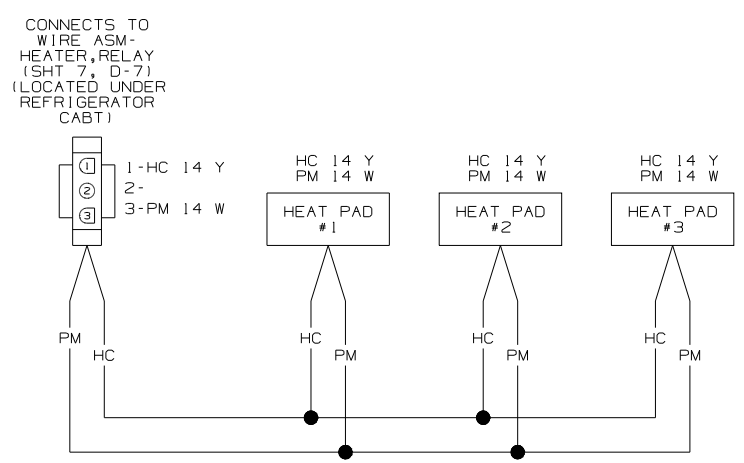 CONNECTS TO
WIRE ASM-
HEATER,RELAY
(SHT 7, D-7)
(LOCATED UNDER
REFRIGERATOR
CABT)
1
2
3
1-HC 14 Y
2-
3-PM 14 W
HC 14 Y
PM 14 W
HEAT PAD
#1
HC 14 Y
PM 14 W
HEAT PAD
#2
HC 14 Y
PM 14 W
HEAT PAD
#3
PM
HC
HC
PM
HC
PM
HC
PM